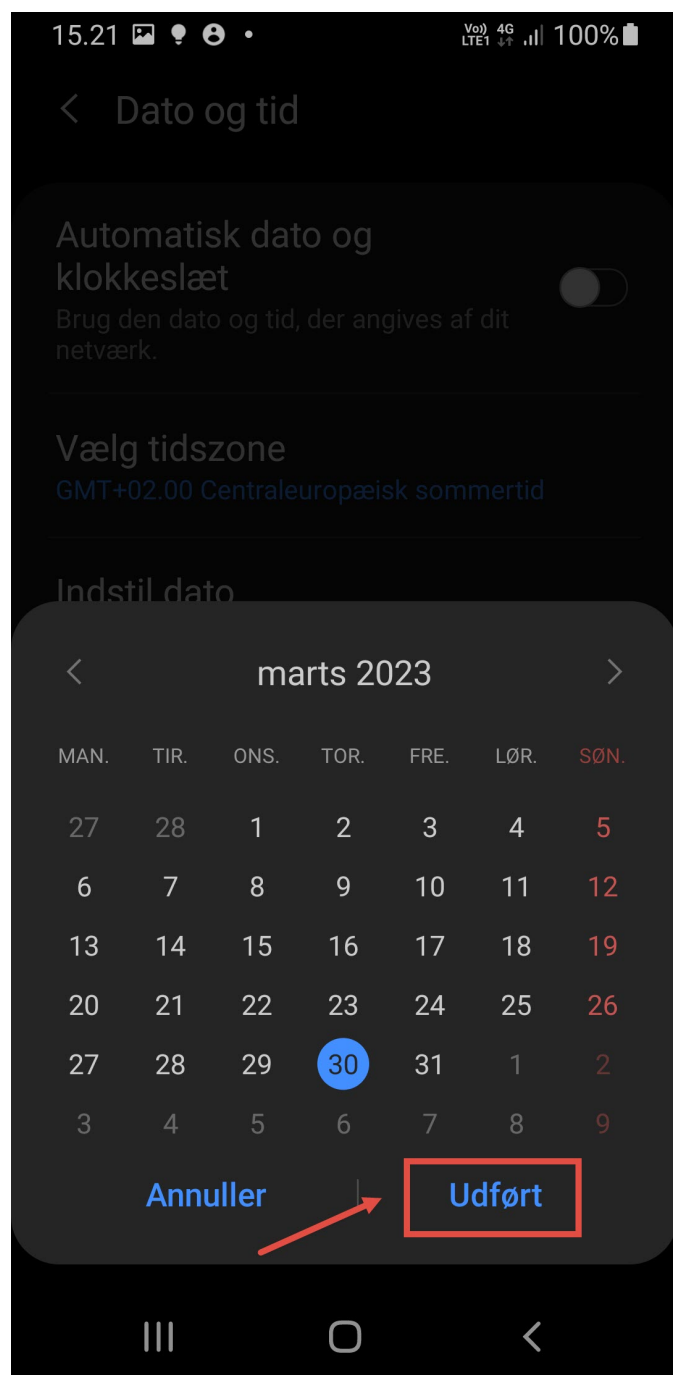 15.21 Vo)) LTE1 4G 100%
Dato og tid
Automatisk dato og
klokkeslæt
Brug den dato og tid, der angives af dit
netværk.
Vælg tidszone
GMT+02.00 Centraleuropæisk sommertid
Indstil dato
marts 2023
MAN. TIR. ONS. TOR. FRE. LØR. SØN.
27 28 1 2 3 4 5
6 7 8 9 10 11 12
13 14 15 16 17 18 19
20 21 22 23 24 25 26
27 28 29 30 31 1 2
3 4 5 6 7 8 9
Annuller Udført